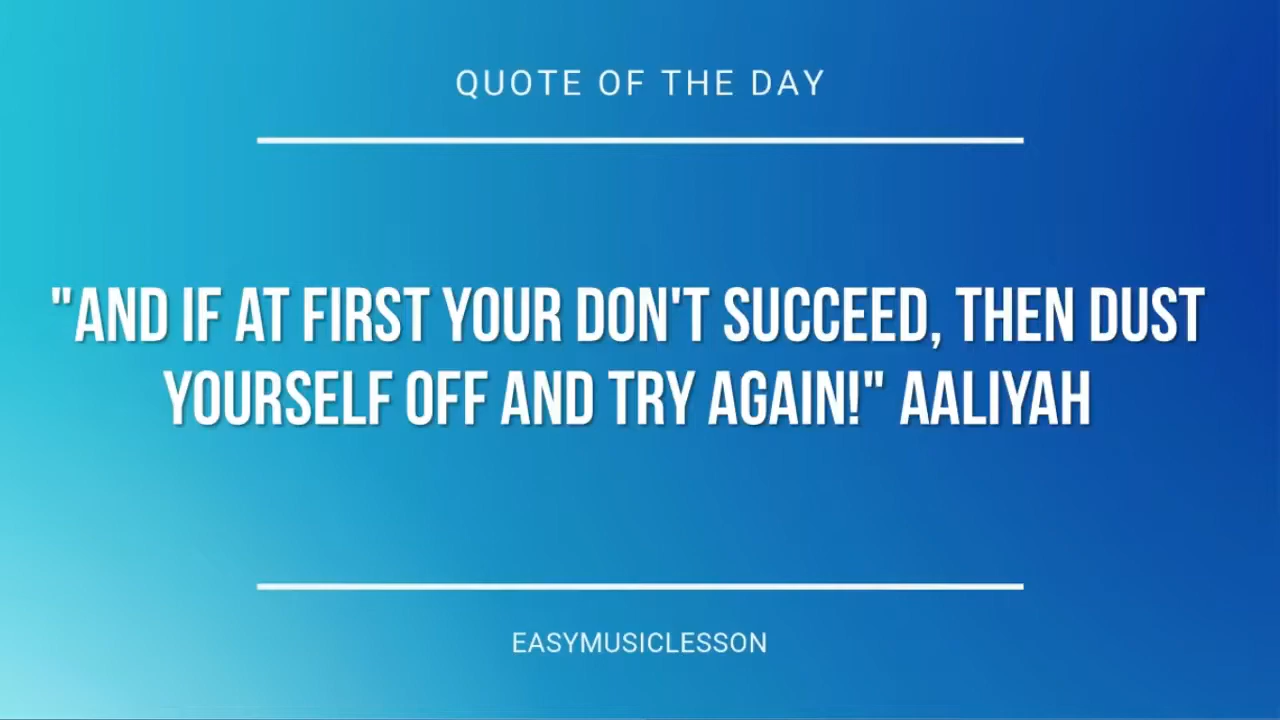 QUOTE OF THE DAY
"AND IF AT FIRST YOUR DON'T SUCCEED, THEN DUST
YOURSELF OFF AND TRY AGAIN!" AALIYAH
EASYMUSICLESSON